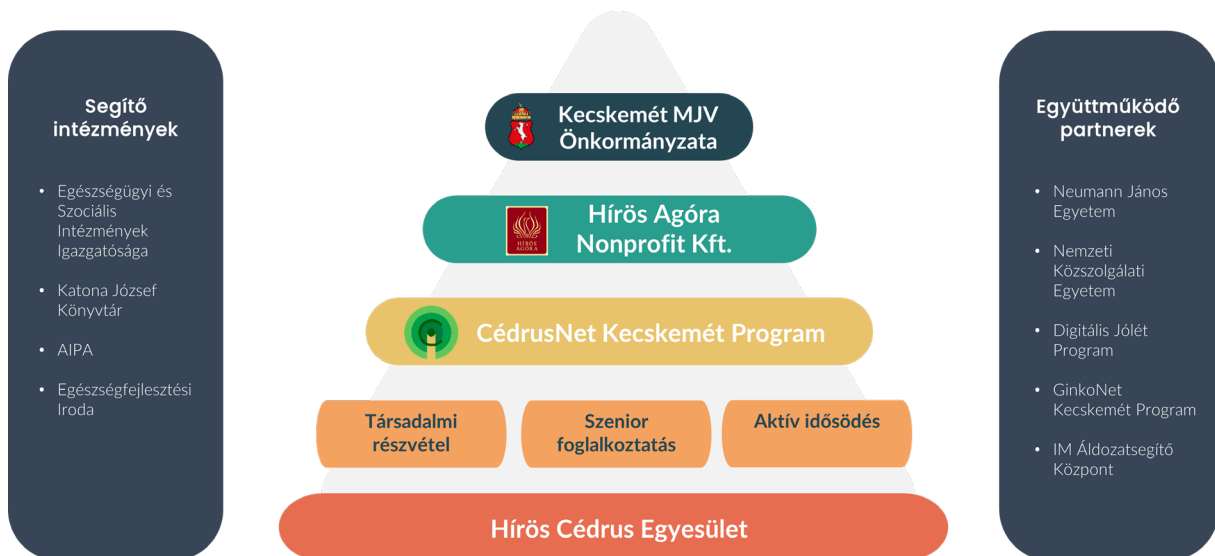 Segítő
intézmények
• Egészségügyi és
Szociális
Intézmények
Igazgatósága
• Katona József
Könyvtár
• AIPA
• Egészségfejlesztési
Iroda
Kecskemét MJV
Önkormányzata
HÍRÖS
AGÓRA
Hírös Agóra
Nonprofit Kft.
CédrusNet Kecskemét Program
Társadalmi
részvétel
Szenior
foglalkoztatás
Aktív idősödés
Hírös Cédrus Egyesület
Együttműködő
partnerek
• Neumann János
Egyetem
• Nemzeti
Közszolgálati
Egyetem
• Digitális Jólét
Program
• GinkoNet
Kecskemét Program
• IM Áldozatsegítő
Központ